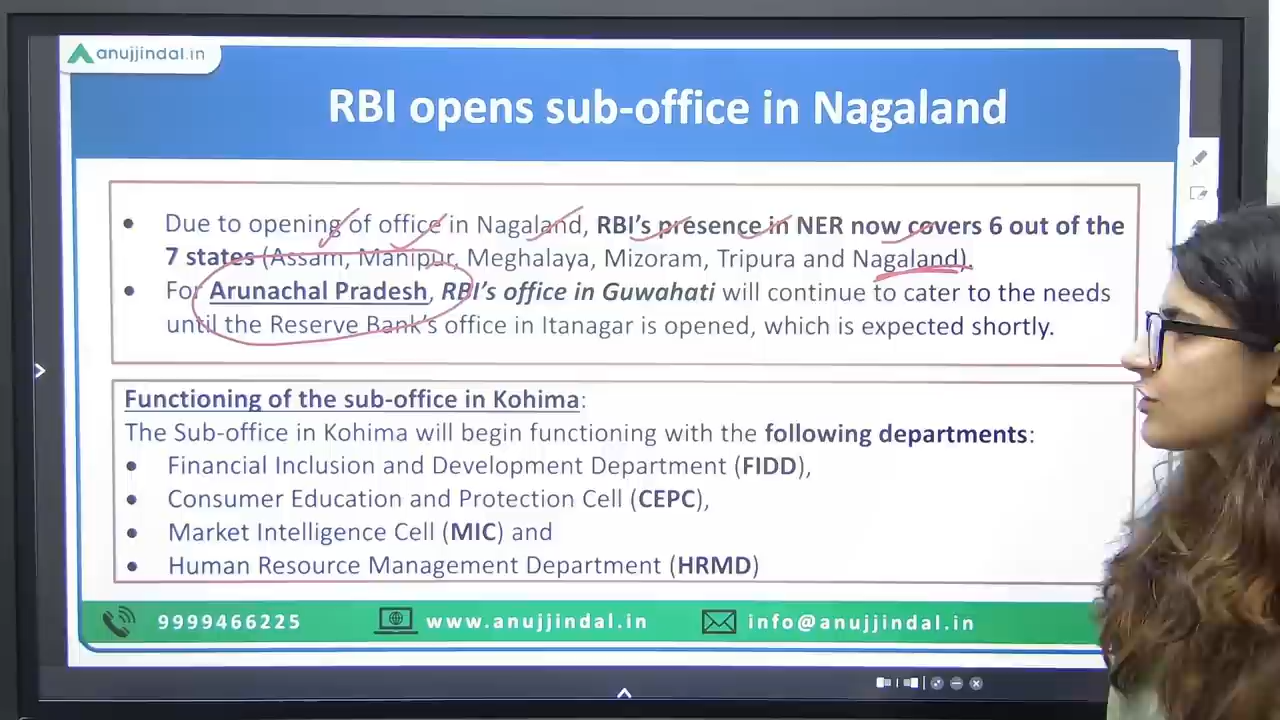 anujjindal.in
RBI opens sub-office in Nagaland
• Due to opening of office in Nagaland, RBI's presence in NER now covers 6 out of the
7 states (Assam, Manipur, Meghalaya, Mizoram, Tripura and Nagaland).
• For Arunachal Pradesh, RBI's office in Guwahati will continue to cater to the needs
until the Reserve Bank's office in Itanagar is opened, which is expected shortly.
Functioning of the sub-office in Kohima:
The Sub-office in Kohima will begin functioning with the following departments:
• Financial Inclusion and Development Department (FIDD),
• Consumer Education and Protection Cell (CEPC),
• Market Intelligence Cell (MIC) and
• Human Resource Management Department (HRMD)
9999466225 www.anujjindal.in info@anujjindal.in